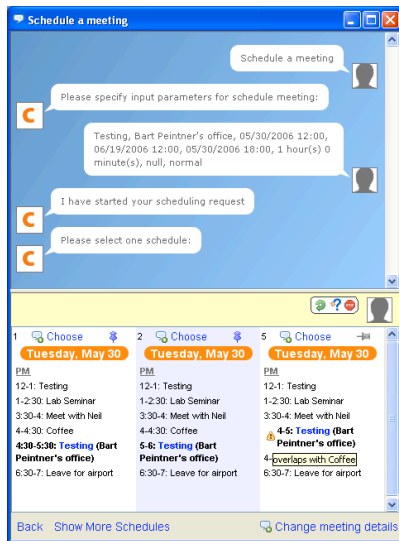 Schedule a meeting
Schedule a meeting
Please specify input parameters for schedule meeting:
C
Testing, Bart Peintner's office, 05/30/2006 12:00,
06/19/2006 12:00, 05/30/2006 18:00, 1 hour(s) 0
minute(s), null, normal
I have started your scheduling request
C
Please select one schedule:
C
1 Choose
Tuesday, May 30
PM
12-1: Testing
1-2:30: Lab Seminar
3:30-4: Meet with Neil
4-4:30: Coffee
4:30-5:30: Testing (Bart
Peintner's office)
6:30-7: Leave for airport
2 Choose
Tuesday, May 30
PM
12-1: Testing
1-2:30: Lab Seminar
3:30-4: Meet with Neil
4-4:30: Coffee
5-6: Testing (Bart
Peintner's office)
6:30-7: Leave for airport
5 Choose
Tuesday, May 30
PM
12-1: Testing
1-2:30: Lab Seminar
3:30-4: Meet with Neil
4-5: Testing (Bart
Peintner's office)
4-
overlaps with Coffee
6:30-7: Leave for airport
Back Show More Schedules Change meeting details